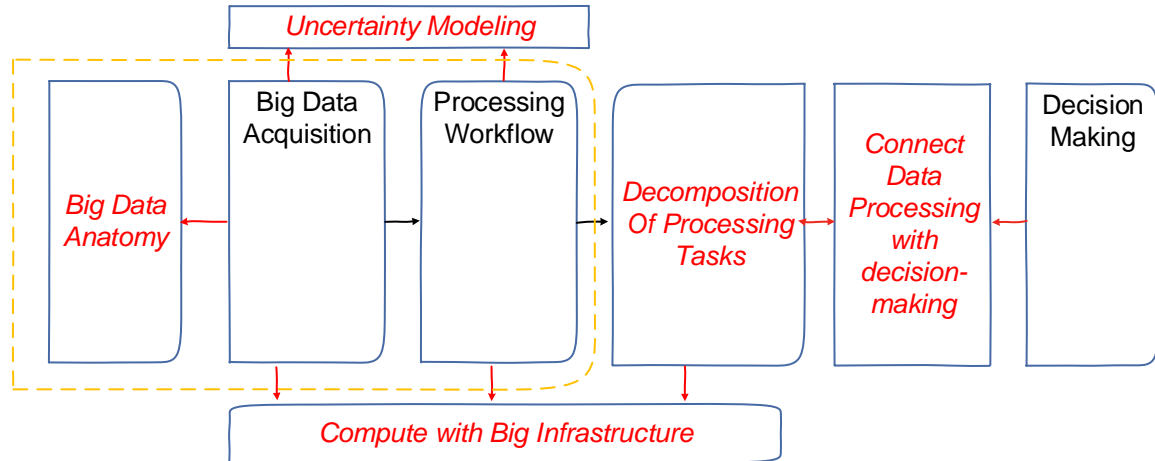 Uncertainty Modeling
Big Data
Anatomy
Big Data
Acquisition
Processing
Workflow
Decomposition
Of Processing
Tasks
Connect
Data
Processing
with
decision-
making
Decision
Making
Compute with Big Infrastructure